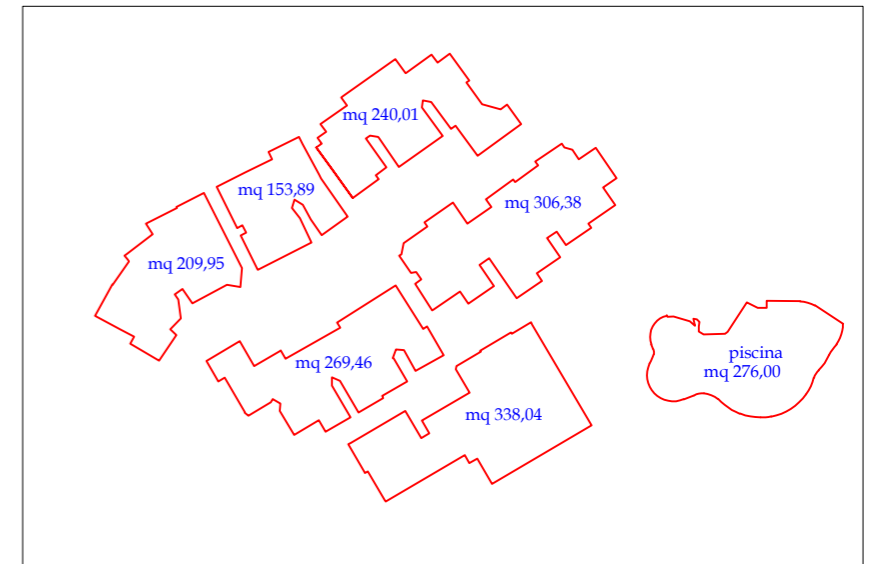 mq 240,01
mq 153,89
mq 306,38
mq 209,95
piscina
mq 276,00
mq 269,46
mq 338,04